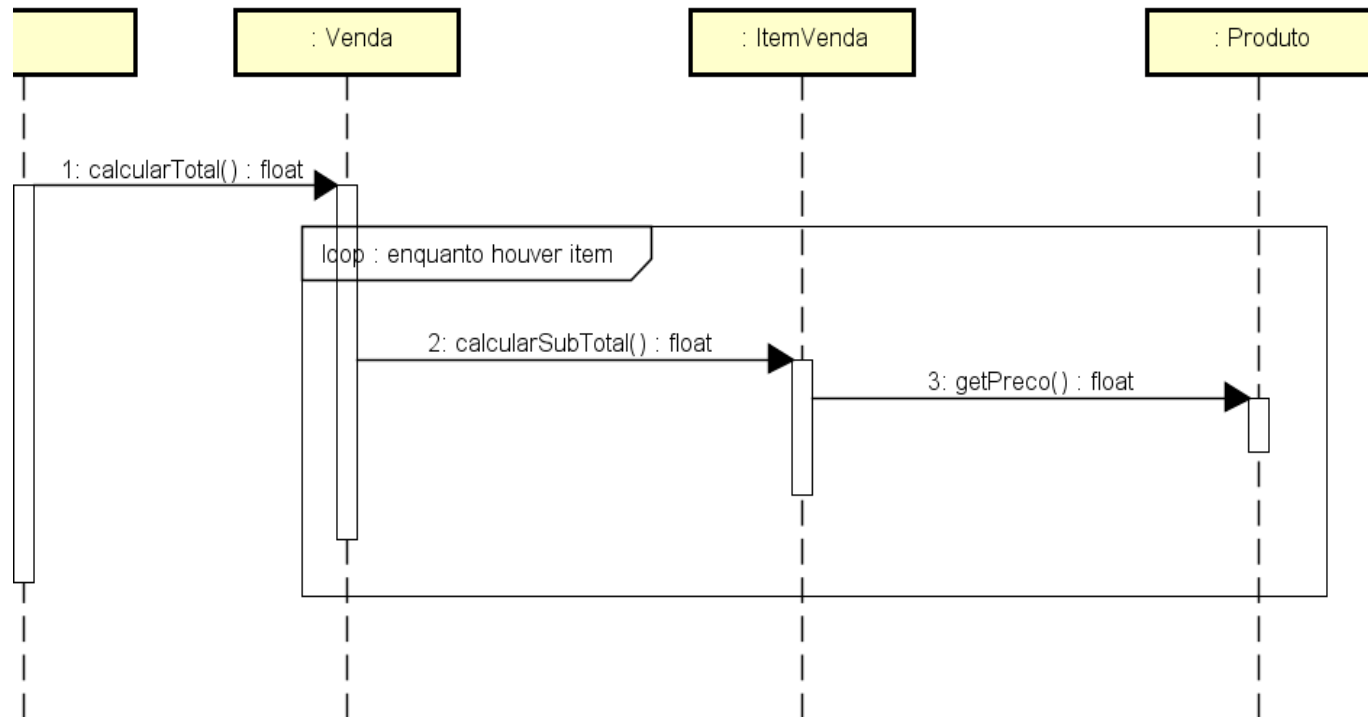 : Venda
: ItemVenda
: Produto
1: calcularTotal() : float
loop : enquanto houver item
2: calcularSubTotal() : float
3: getPreco() : float